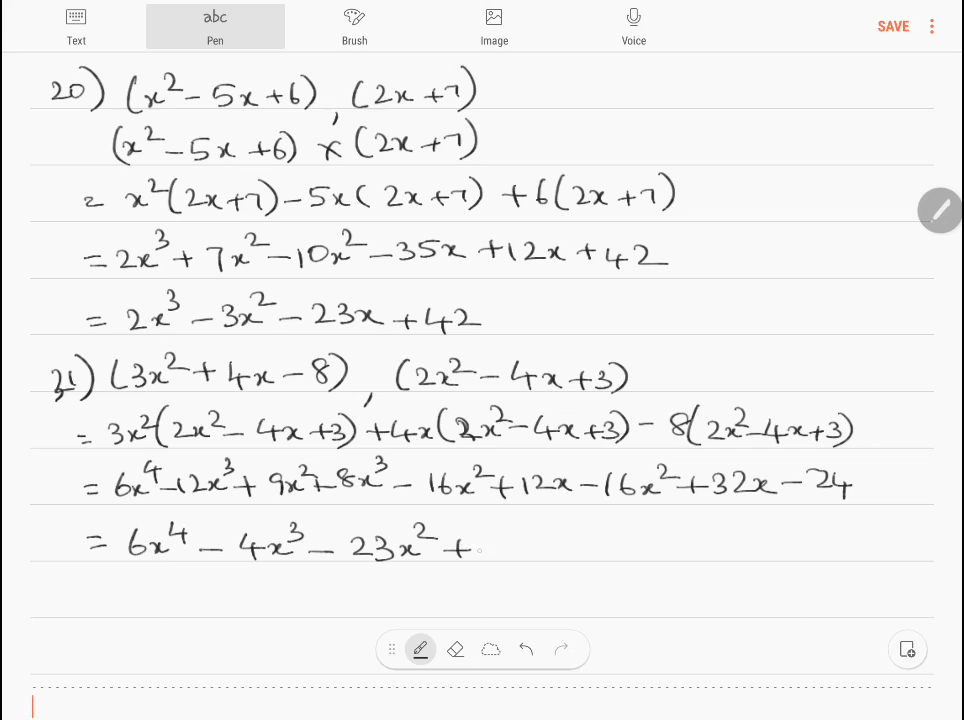 Text
abc
Pen
Brush
Image
Voice
SAVE
20) (x² - 5x + 6), (2x + 7)
(x² - 5x + 6) × (2x + 7)
= x²(2x + 7) - 5x(2x + 7) + 6(2x + 7)
= 2x³ + 7x² - 10x² - 35x + 12x + 42
= 2x³ - 3x² - 23x + 42
21) (3x² + 4x - 8), (2x² - 4x + 3)
= 3x²(2x² - 4x + 3) + 4x(2x² - 4x + 3) - 8(2x² - 4x + 3)
= 6x⁴ - 12x³ + 9x² + 8x³ - 16x² + 12x - 16x² + 32x - 24
= 6x⁴ - 4x³ - 23x² +